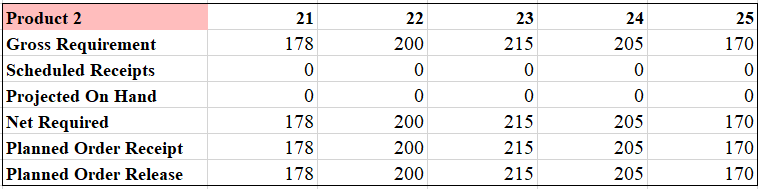 Product 2 21 22 23 24 25
Gross Requirement 178 200 215 205 170
Scheduled Receipts 0 0 0 0 0
Projected On Hand 0 0 0 0 0
Net Required 178 200 215 205 170
Planned Order Receipt 178 200 215 205 170
Planned Order Release 178 200 215 205 170